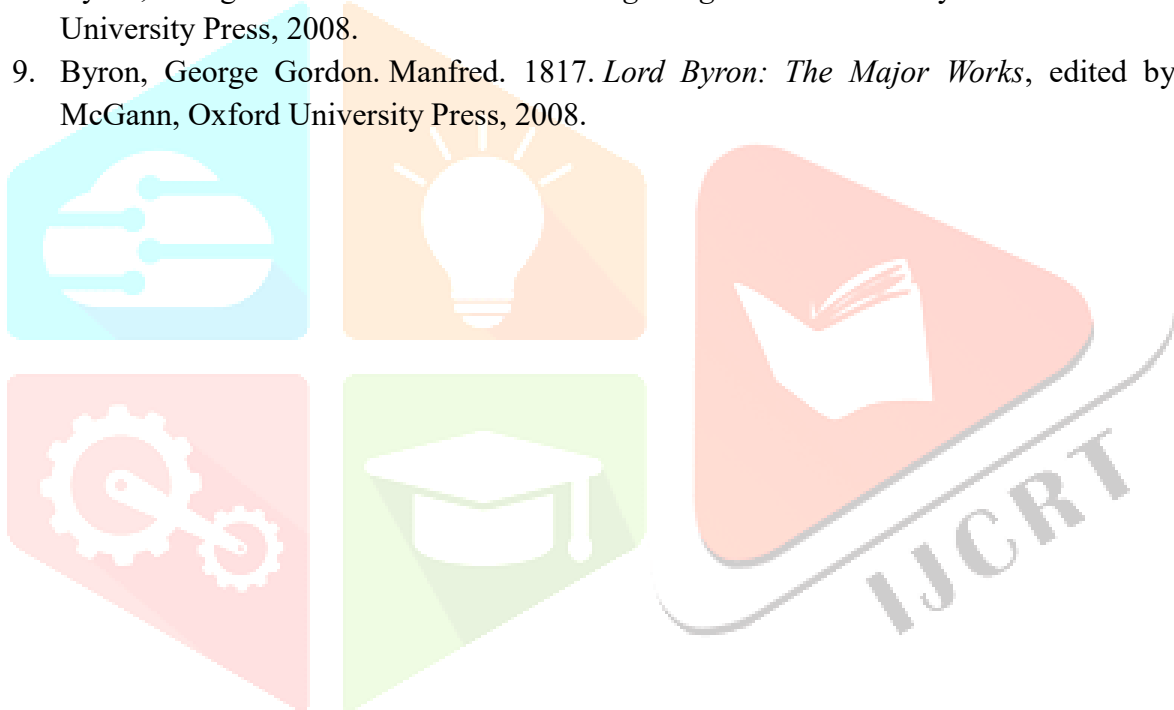 University Press, 2008.
9. Byron, George Gordon. Manfred. 1817. Lord Byron: The Major Works, edited by
McGann, Oxford University Press, 2008.
IJCRT